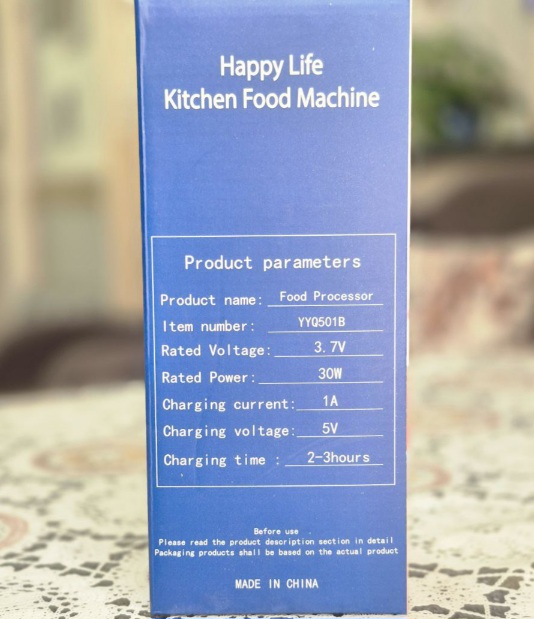 Happy Life
Kitchen Food Machine
Product parameters
Product name: Food Processor
Item number: YYQ501B
Rated Voltage: 3.7V
Rated Power: 30W
Charging current: 1A
Charging voltage: 5V
Charging time : 2-3hours
Before use
Please read the product description section in detail
Packaging products shall be based on the actual product
MADE IN CHINA